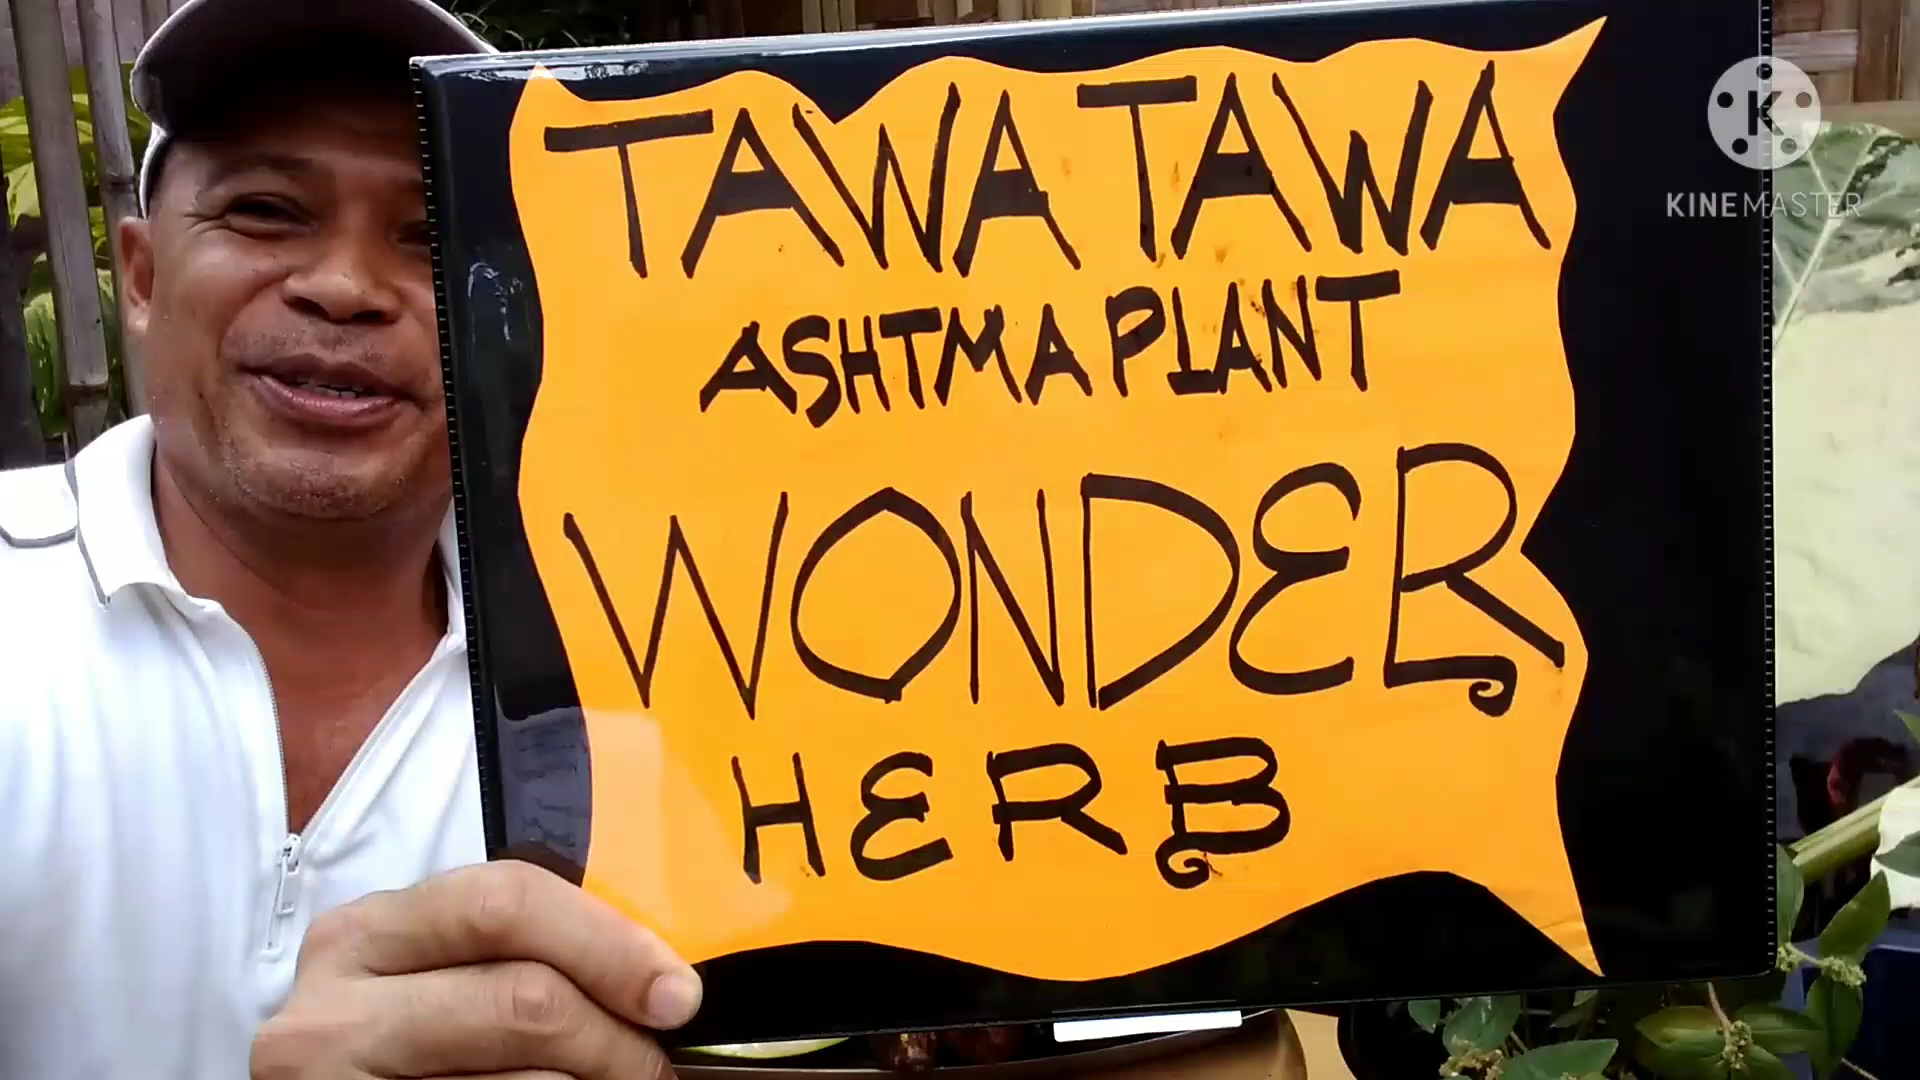 TAWA TAWA
ASHTMA PLANT
WONDER
HERB
K
KINEMASTER